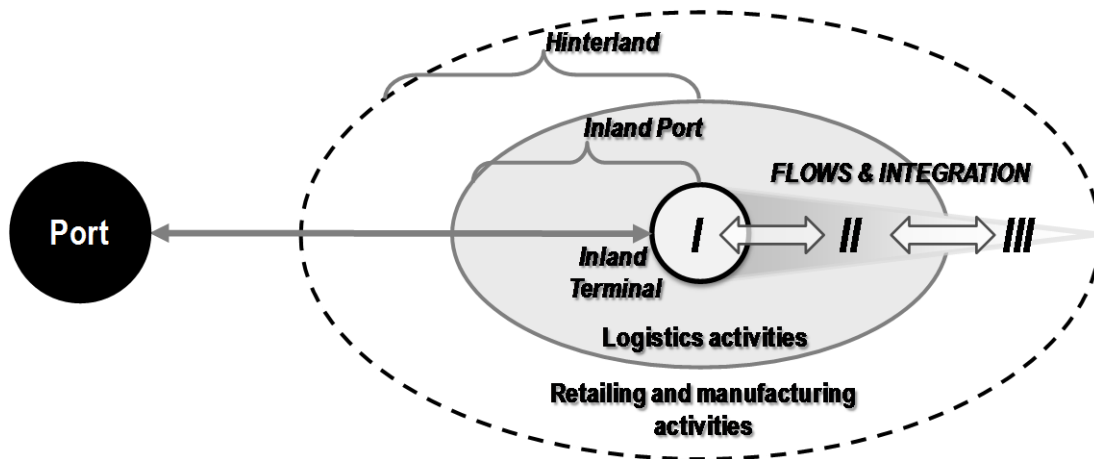 Hinterland
Inland Port
FLOWS & INTEGRATION
Port
I
II
III
Inland
Terminal
Logistics activities
Retailing and manufacturing
activities